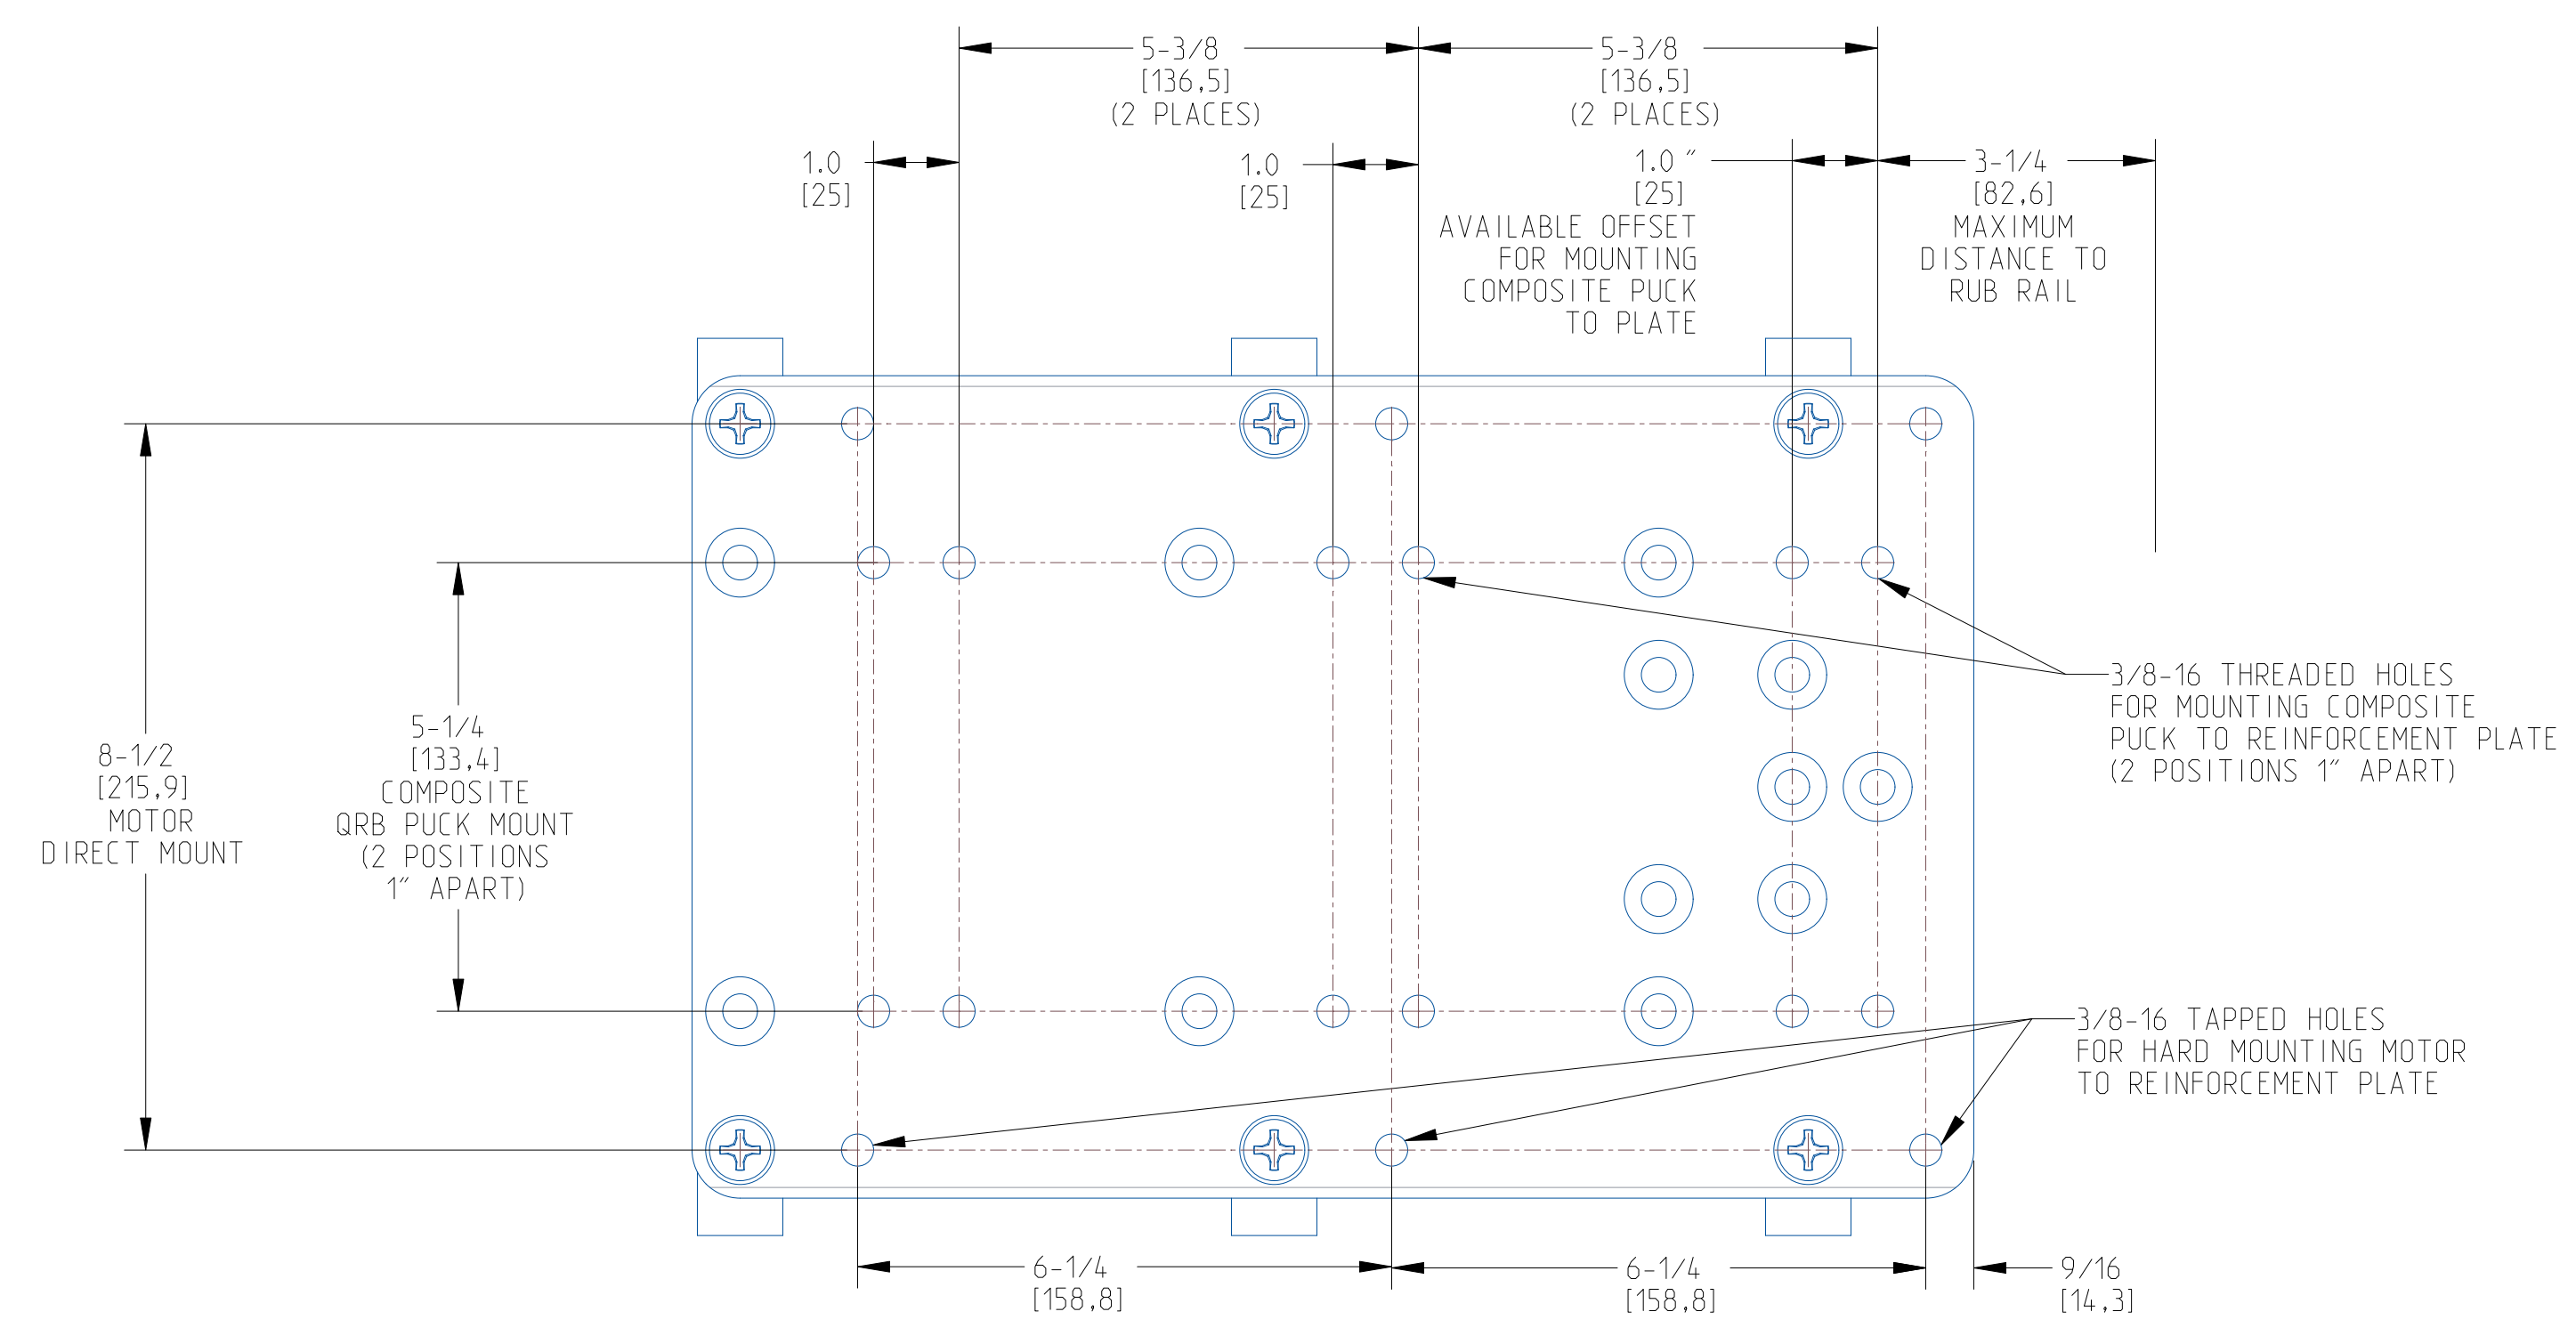 5-3/8
[136,5]
(2 PLACES)
5-3/8
[136,5]
(2 PLACES)
1.0
[25]
1.0
[25]
1.0 ″
[25]
AVAILABLE OFFSET
FOR MOUNTING
COMPOSITE PUCK
TO PLATE
3-1/4
[82,6]
MAXIMUM
DISTANCE TO
RUB RAIL
8-1/2
[215,9]
MOTOR
DIRECT MOUNT
5-1/4
[133,4]
COMPOSITE
QRB PUCK MOUNT
(2 POSITIONS
1″ APART)
3/8-16 THREADED HOLES
FOR MOUNTING COMPOSITE
PUCK TO REINFORCEMENT PLATE
(2 POSITIONS 1″ APART)
3/8-16 TAPPED HOLES
FOR HARD MOUNTING MOTOR
TO REINFORCEMENT PLATE
6-1/4
[158,8]
6-1/4
[158,8]
9/16
[14,3]